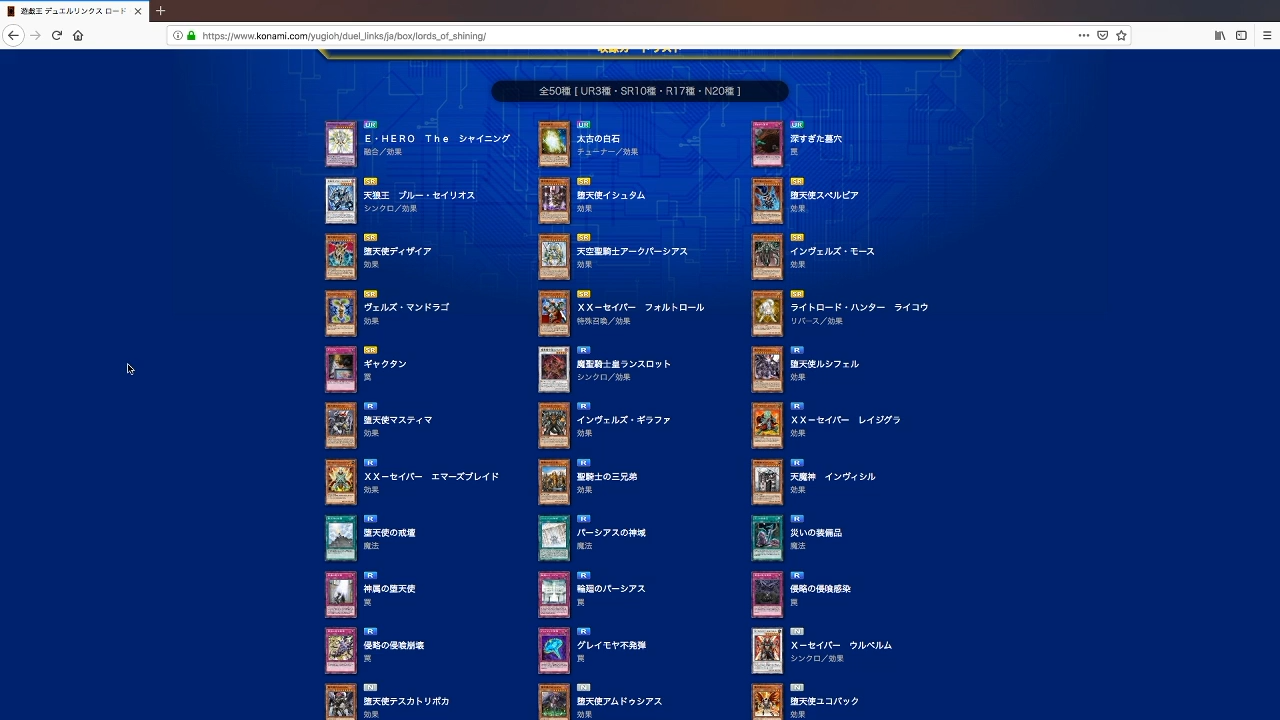 遊戯王 デュエルリンクス ロード
https://www.konami.com/yugioh/duel_links/ja/box/lords_of_shining/
全50種 [ UR3種・SR10種・R17種・N20種 ]
UR UR UR
Ｅ・ＨＥＲＯ　Ｔｈｅ　シャイニング 太古の白石 深すぎた墓穴
融合／効果 チューナー／効果 罠
SR SR SR
天狼王　ブルー・セイリオス 堕天使イシュタム 堕天使スペルビア
シンクロ／効果 効果 効果
SR SR SR
堕天使ディザイア 天空聖騎士アークパーシアス インヴェルズ・モース
効果 効果 効果
SR SR SR
ヴェルズ・マンドラゴ ＸＸ－セイバー　フォルトロール ライトロード・ハンター　ライコウ
効果 特殊召喚／効果 リバース／効果
SR R R
ギャクタン 魔聖騎士皇ランスロット 堕天使ルシフェル
罠 シンクロ／効果 効果
R R R
堕天使マスティマ インヴェルズ・ギラファ ＸＸ－セイバー　レイジグラ
効果 効果 効果
R R R
ＸＸ－セイバー　エマーズブレイド 聖騎士の三兄弟 天魔神　インヴィシル
効果 効果 効果
R R R
堕天使の戒壇 パーシアスの神域 災いの装備品
魔法 魔法 魔法
R R R
神属の堕天使 輪廻のパーシアス 侵略の侵喰感染
罠 罠 罠
R R N
侵略の侵喰崩壊 グレイモヤ不発弾 Ｘ－セイバー　ウルベルム
罠 罠 シンクロ／効果
N N N
堕天使テスカトリポカ 堕天使アムドゥシアス 堕天使ユコバック
効果 効果 効果